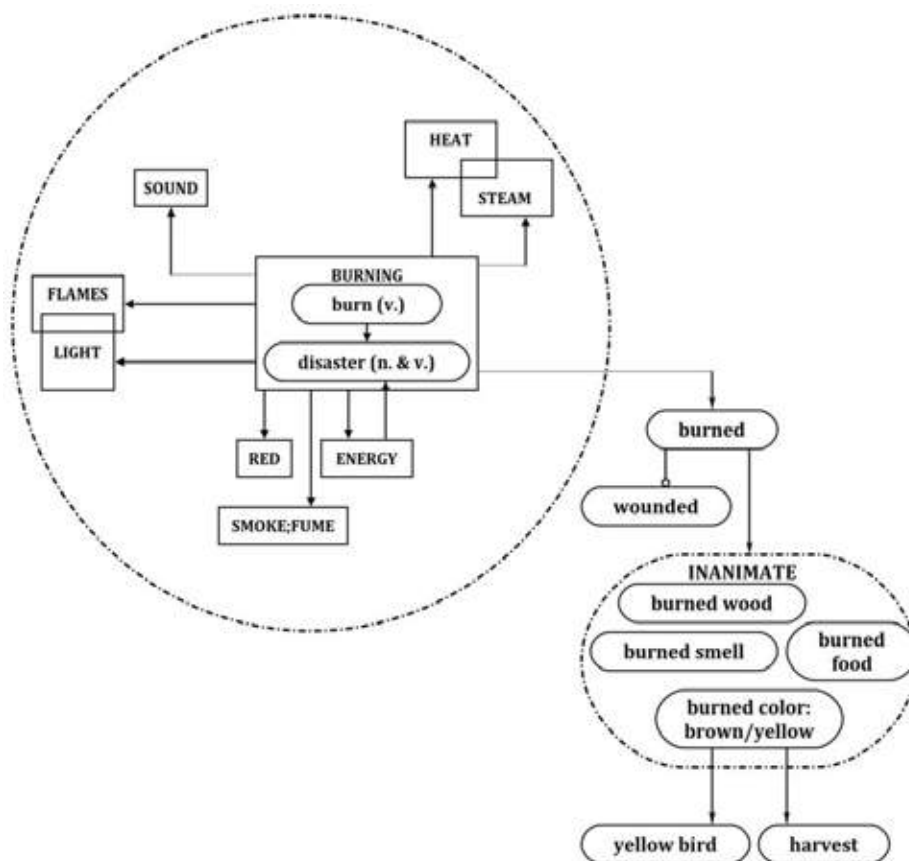 HEAT
STEAM
SOUND
BURNING
burn (v.)
disaster (n. & v.)
FLAMES
LIGHT
RED
ENERGY
SMOKE;FUME
burned
wounded
INANIMATE
burned wood
burned smell
burned
food
burned color:
brown/yellow
yellow bird
harvest